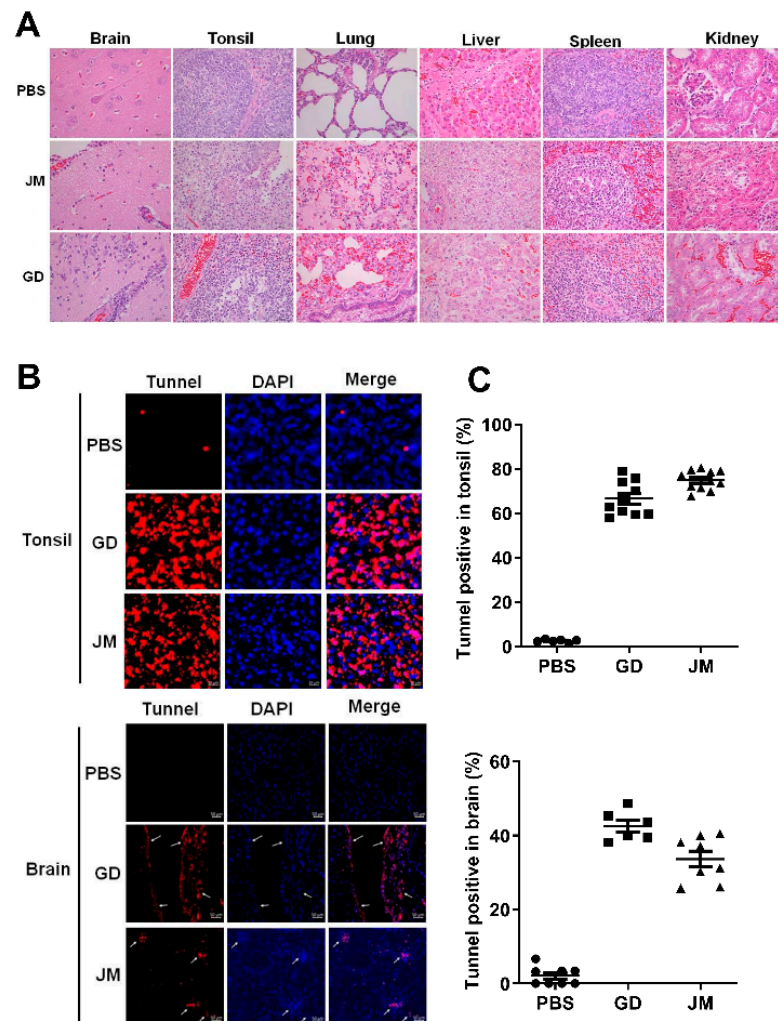 A
Brain Tonsil Lung Liver Spleen Kidney
PBS
JM
GD
B
Tunnel DAPI Merge
PBS
Tonsil
GD
JM
Tunnel DAPI Merge
PBS
Brain
GD
JM
C
Tunnel positive in tonsil (%)
100
80
60
40
20
0
PBS GD JM
Tunnel positive in brain (%)
60
40
20
0
PBS GD JM